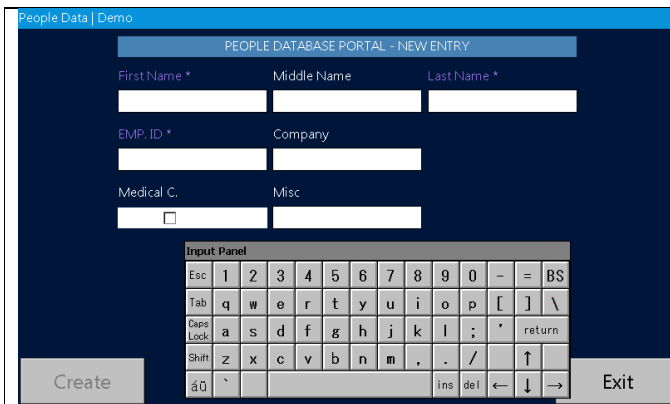 People Data | Demo
PEOPLE DATABASE PORTAL - NEW ENTRY
First Name * Middle Name Last Name *
EMP. ID * Company
Medical C. Misc
Input Panel
Esc 1 2 3 4 5 6 7 8 9 0 - = BS
Tab q w e r t y u i o p [ ] \
Caps Lock a s d f g h j k l ; ' return
Shift z x c v b n m , . / ↑
áü ` ins del ← ↓ →
Create Exit